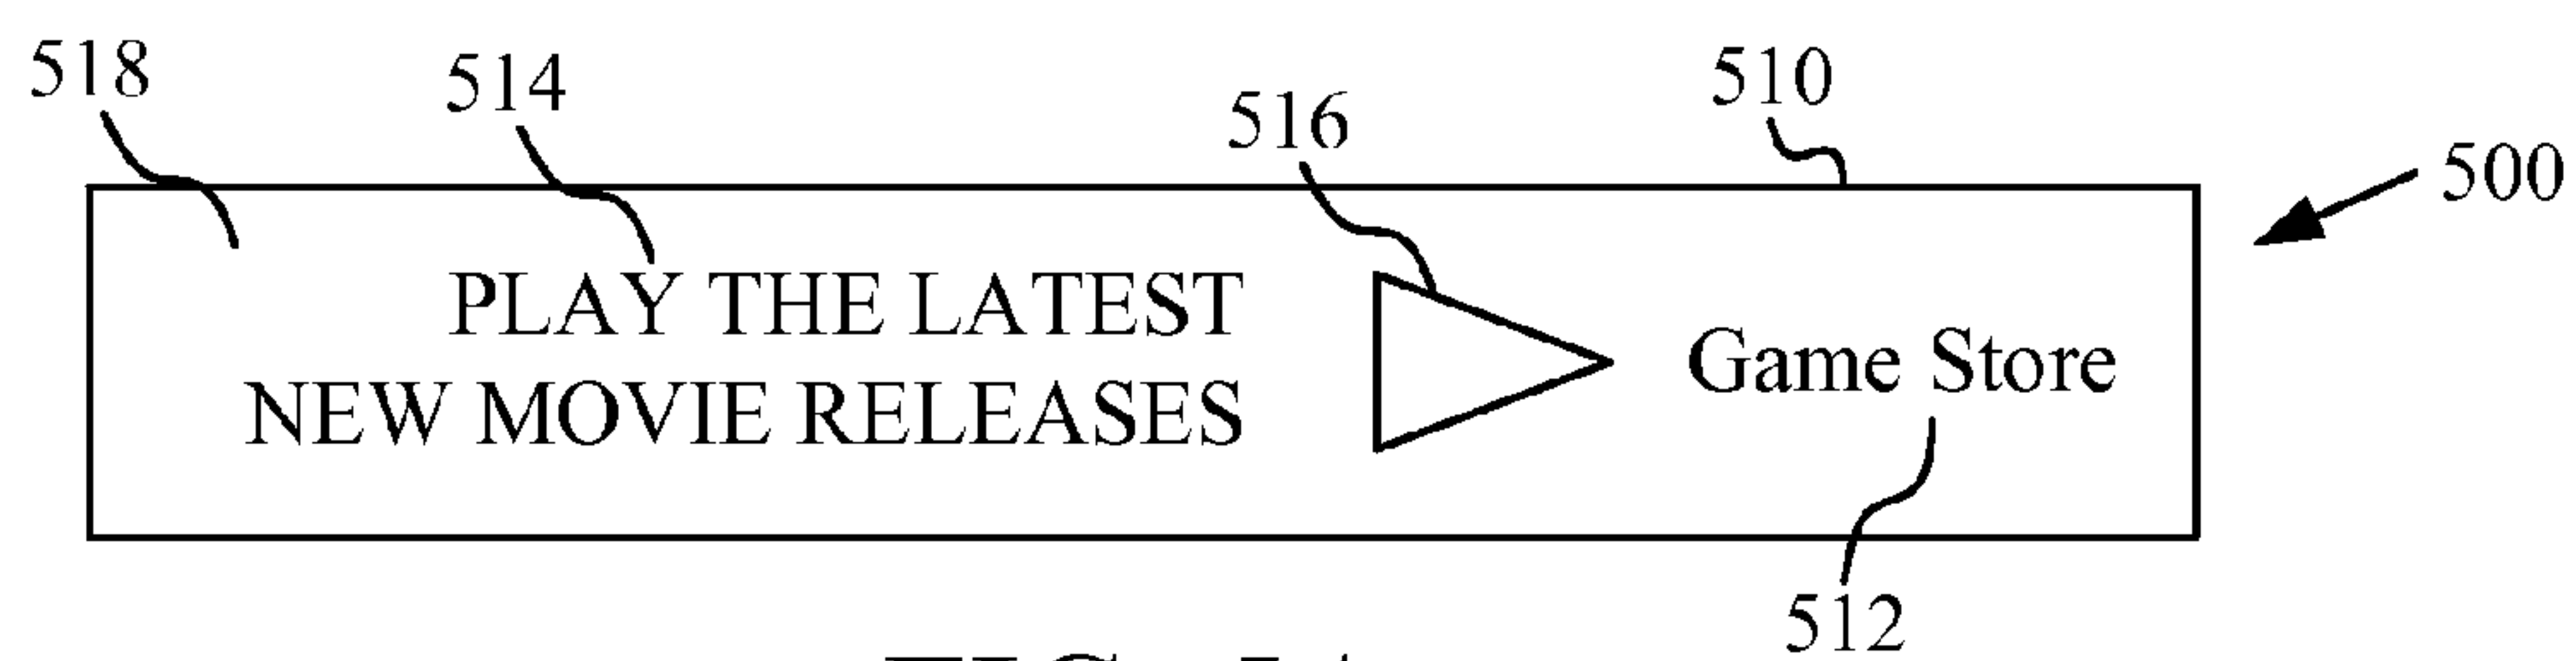 518
514
516
510
500
PLAY THE LATEST
NEW MOVIE RELEASES
Game Store
512